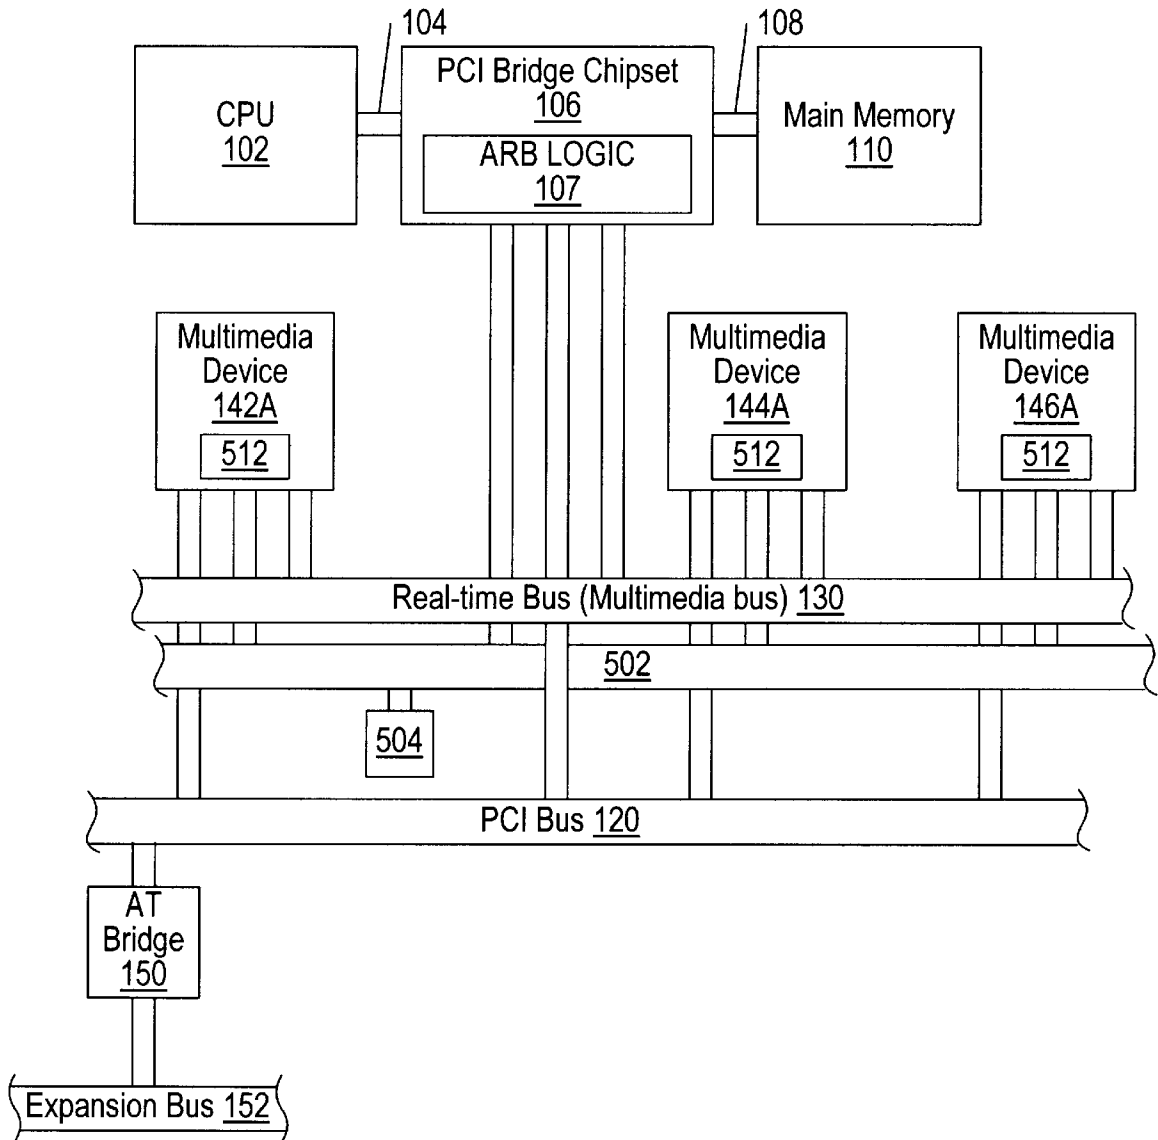 104
108
CPU
102
PCI Bridge Chipset
106
ARB LOGIC
107
Main Memory
110
Multimedia
Device
142A
512
Multimedia
Device
144A
512
Multimedia
Device
146A
512
Real-time Bus (Multimedia bus) 130
502
504
PCI Bus 120
AT
Bridge
150
Expansion Bus 152